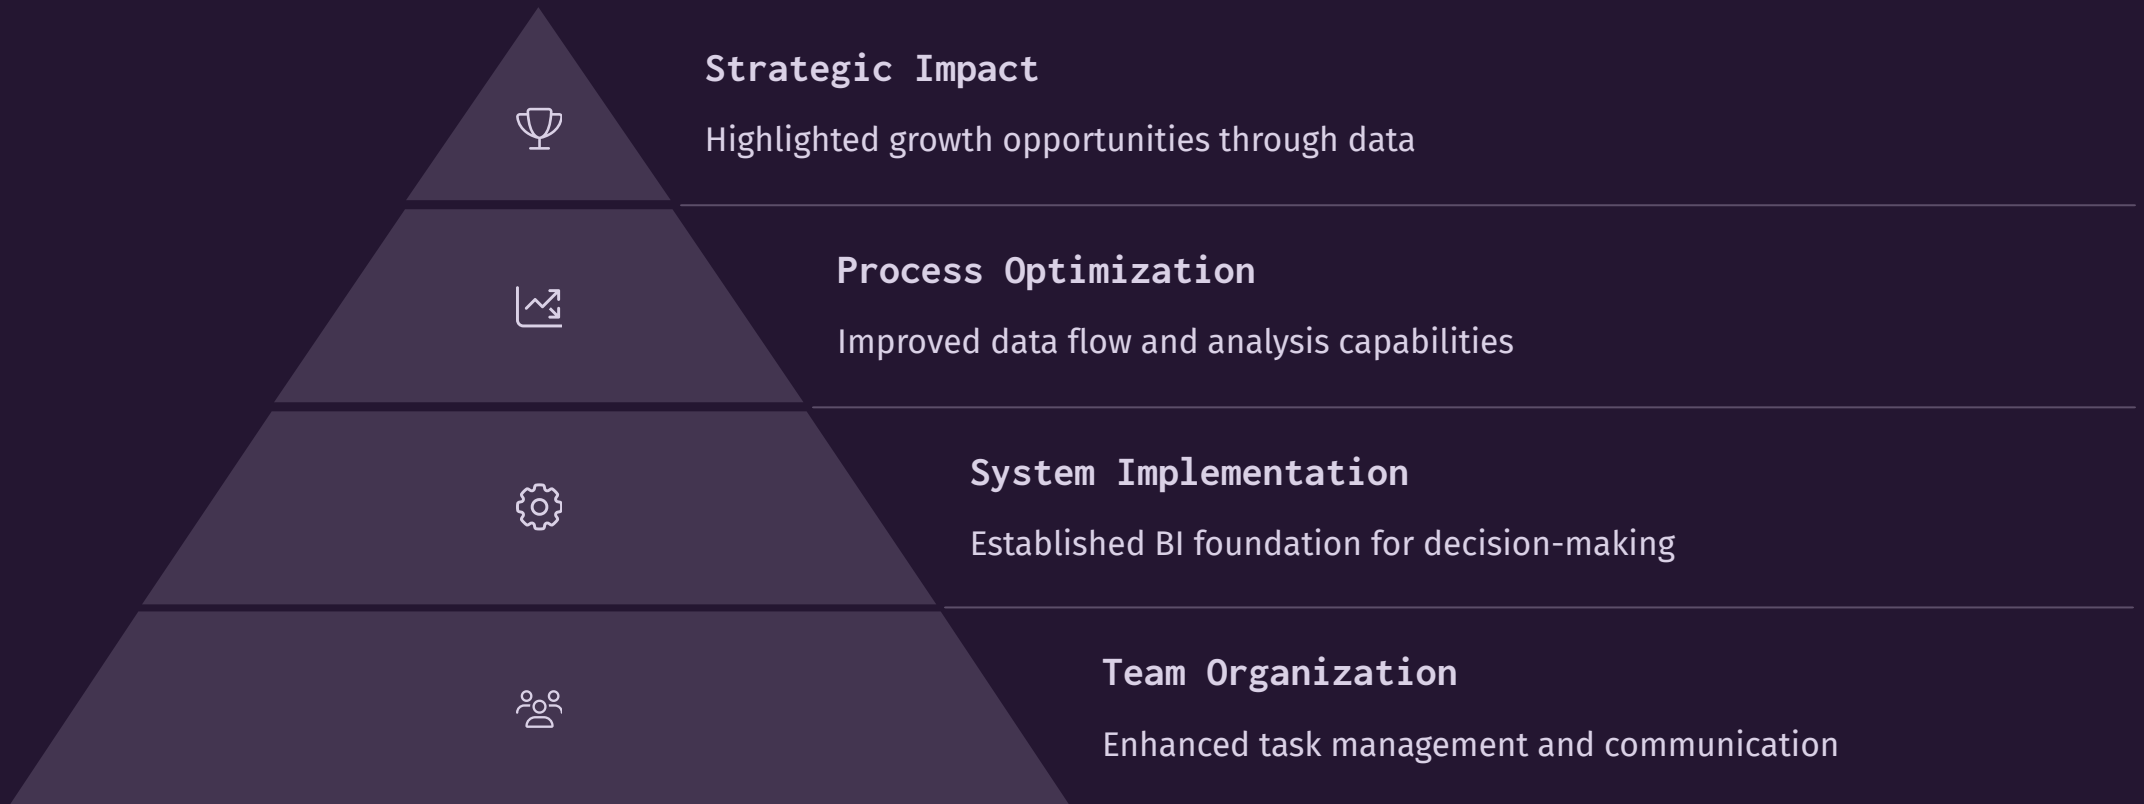 Strategic Impact
Highlighted growth opportunities through data
Process Optimization
Improved data flow and analysis capabilities
System Implementation
Established BI foundation for decision-making
Team Organization
Enhanced task management and communication